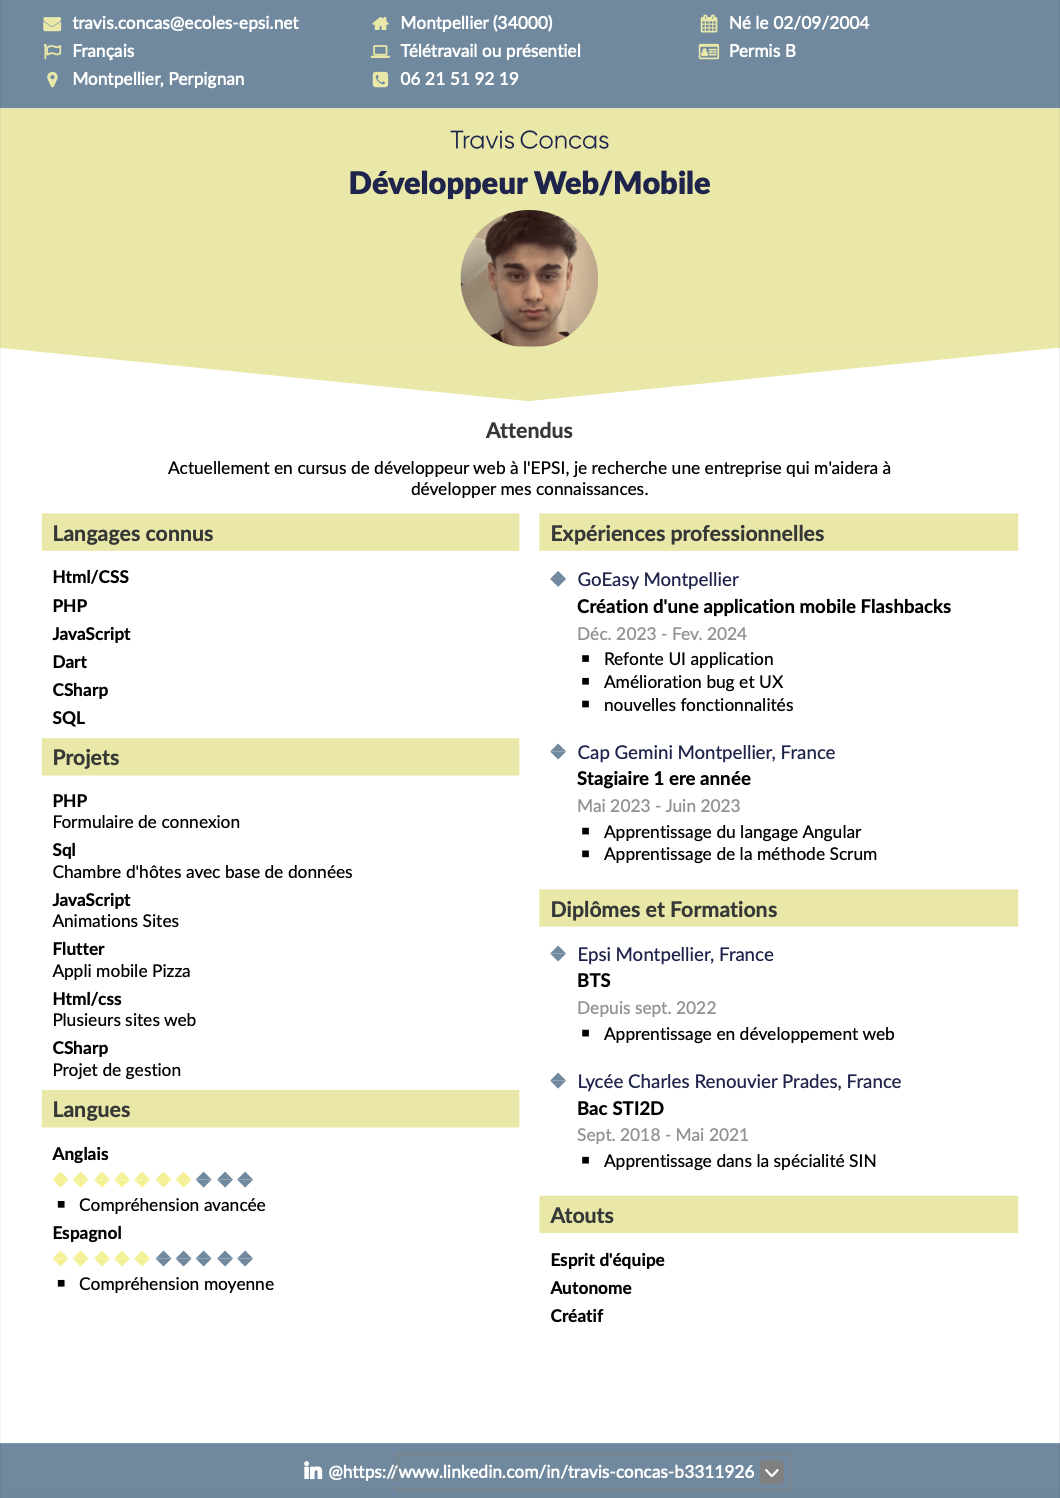 travis.concas@ecoles-epsi.net
Montpellier (34000)
Né le 02/09/2004
Français
Télétravail ou présentiel
Permis B
Montpellier, Perpignan
06 21 51 92 19
Travis Concas
Développeur Web/Mobile
Attendus
Actuellement en cursus de développeur web à l'EPSI, je recherche une entreprise qui m'aidera à
développer mes connaissances.
Langages connus
Html/CSS
PHP
JavaScript
Dart
CSharp
SQL
Projets
PHP
Formulaire de connexion
Sql
Chambre d'hôtes avec base de données
JavaScript
Animations Sites
Flutter
Appli mobile Pizza
Html/css
Plusieurs sites web
CSharp
Projet de gestion
Langues
Anglais
Compréhension avancée
Espagnol
Compréhension moyenne
Expériences professionnelles
GoEasy Montpellier
Création d'une application mobile Flashbacks
Déc. 2023 - Fev. 2024
Refonte UI application
Amélioration bug et UX
nouvelles fonctionnalités
Cap Gemini Montpellier, France
Stagiaire 1 ere année
Mai 2023 - Juin 2023
Apprentissage du langage Angular
Apprentissage de la méthode Scrum
Diplômes et Formations
Epsi Montpellier, France
BTS
Depuis sept. 2022
Apprentissage en développement web
Lycée Charles Renouvier Prades, France
Bac STI2D
Sept. 2018 - Mai 2021
Apprentissage dans la spécialité SIN
Atouts
Esprit d'équipe
Autonome
Créatif
in @https://www.linkedin.com/in/travis-concas-b3311926